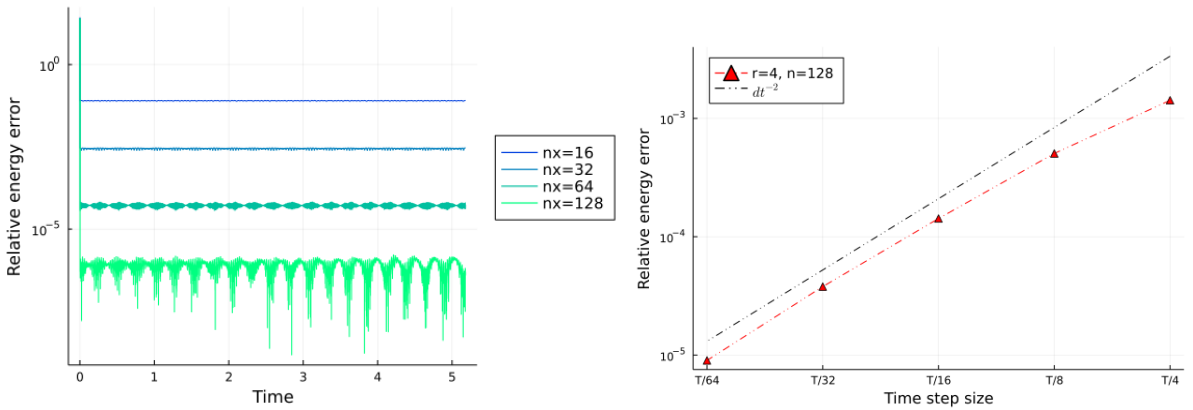 Relative energy error
10⁰
10⁻⁵
0 1 2 3 4 5
Time
nx=16
nx=32
nx=64
nx=128
Relative energy error
10⁻³
10⁻⁴
10⁻⁵
r=4, n=128
dt⁻²
T/64 T/32 T/16 T/8 T/4
Time step size